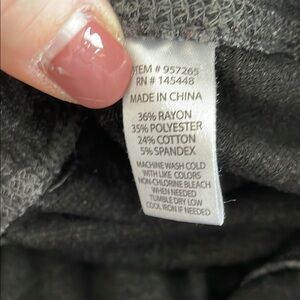 ITEM # 957265
RN # 145448
MADE IN CHINA
36% RAYON
35% POLYESTER
24% COTTON
5% SPANDEX
MACHINE WASH COLD
WITH LIKE COLORS
NON-CHLORINE BLEACH
WHEN NEEDED
TUMBLE DRY LOW
COOL IRON IF NEEDED